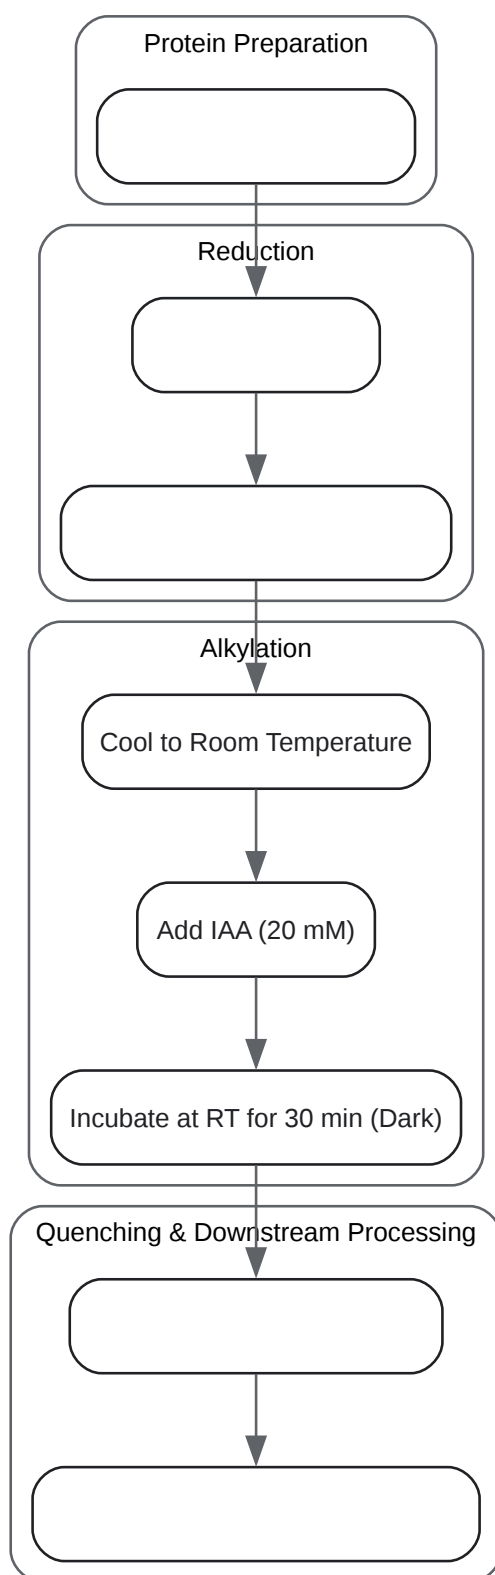 Protein Preparation
Reduction
Alkylation
Cool to Room Temperature
Add IAA (20 mM)
Incubate at RT for 30 min (Dark)
Quenching & Downstream Processing